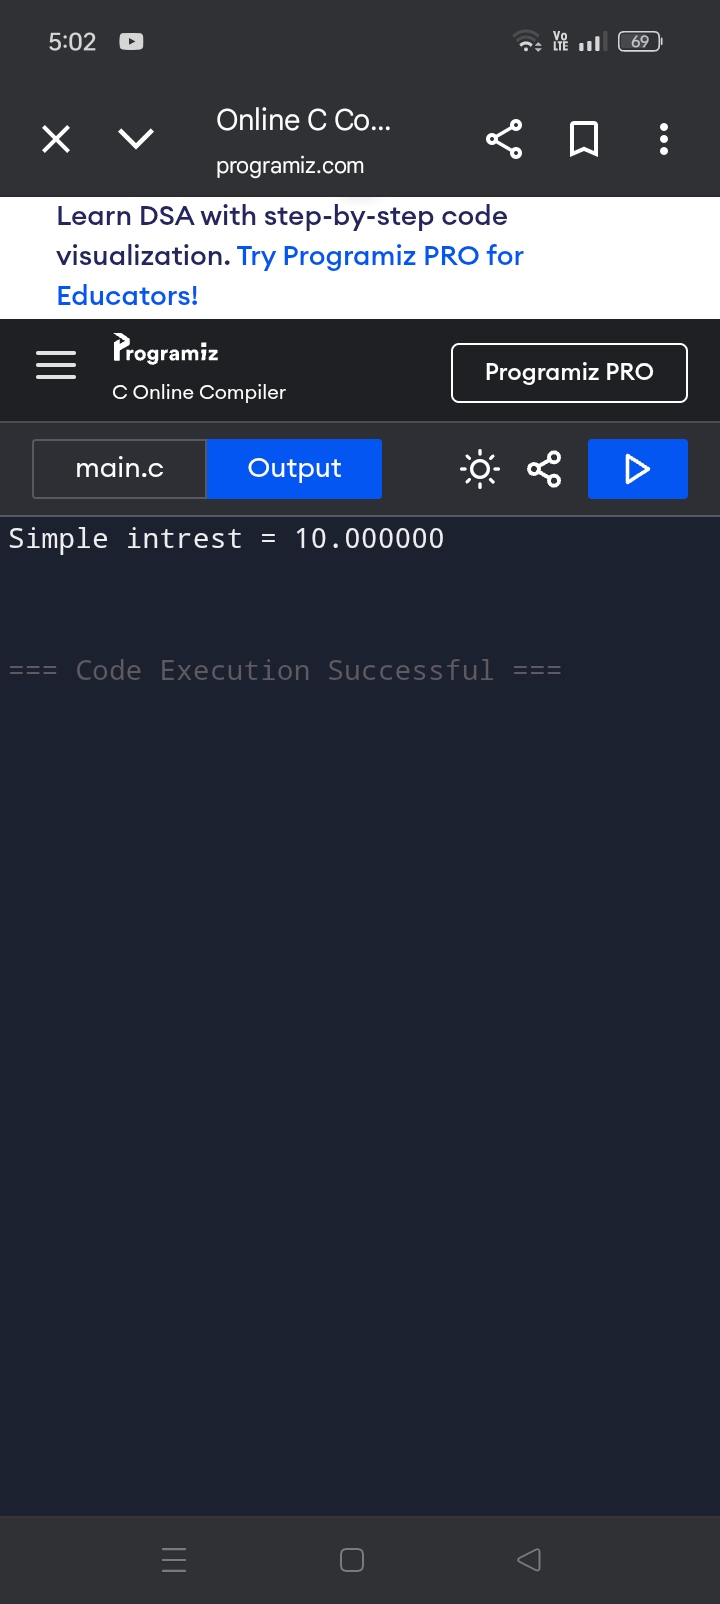 5:02
Vo
LTE
69
Online C Co...
programiz.com
Learn DSA with step-by-step code
visualization. Try Programiz PRO for
Educators!
Programiz
C Online Compiler
Programiz PRO
main.c
Output
Simple intrest = 10.000000
=== Code Execution Successful ===